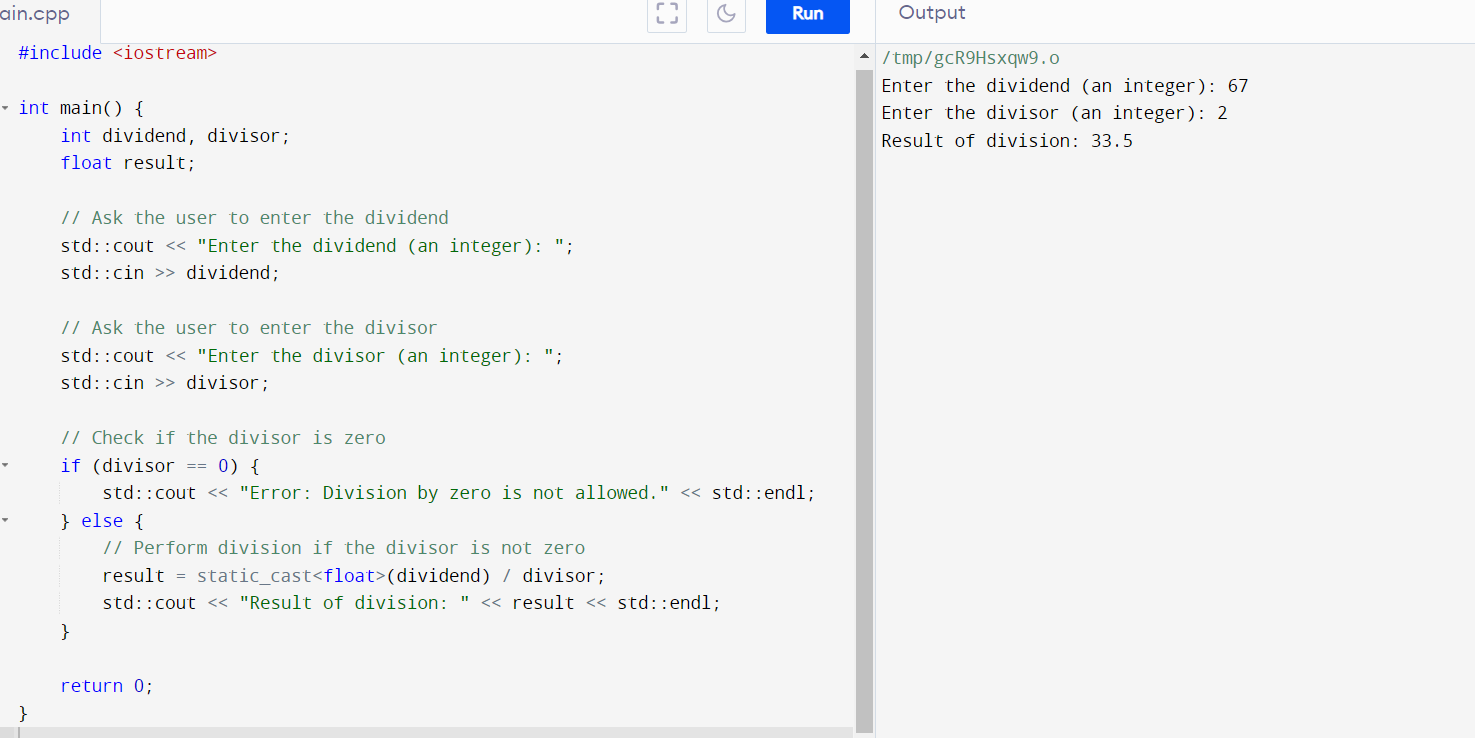 ain.cpp
Run
Output
#include <iostream>

int main() {
    int dividend, divisor;
    float result;

    // Ask the user to enter the dividend
    std::cout << "Enter the dividend (an integer): ";
    std::cin >> dividend;

    // Ask the user to enter the divisor
    std::cout << "Enter the divisor (an integer): ";
    std::cin >> divisor;

    // Check if the divisor is zero
    if (divisor == 0) {
        std::cout << "Error: Division by zero is not allowed." << std::endl;
    } else {
        // Perform division if the divisor is not zero
        result = static_cast<float>(dividend) / divisor;
        std::cout << "Result of division: " << result << std::endl;
    }

    return 0;
}
/tmp/gcR9Hsxqw9.o
Enter the dividend (an integer): 67
Enter the divisor (an integer): 2
Result of division: 33.5